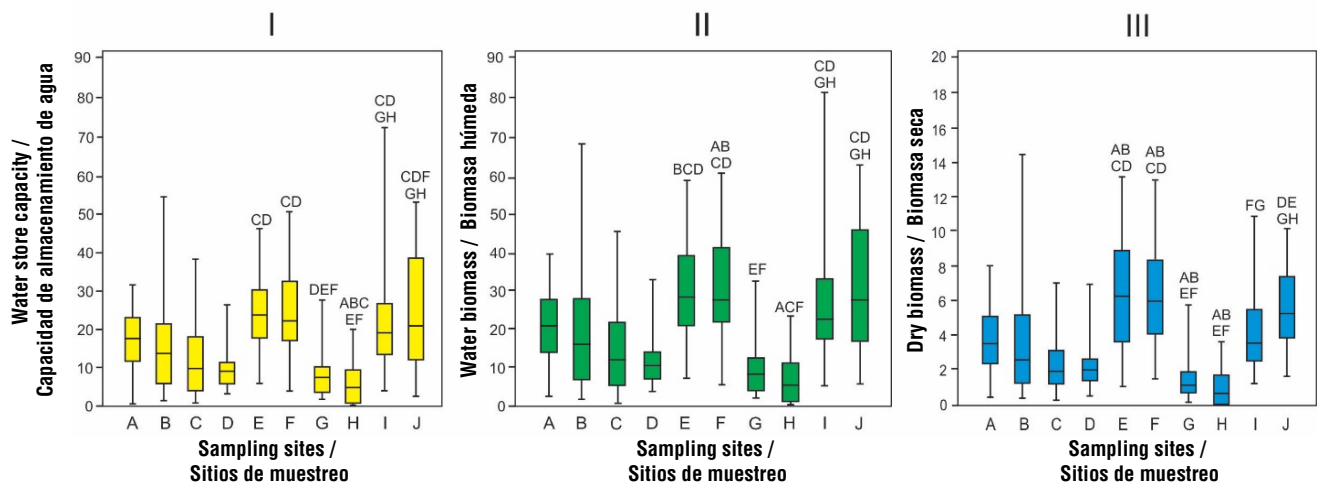 I
Water store capacity /
Capacidad de almacenamiento de agua
90
80
70
60
50
40
30
20
10
0
CD
CD
DEF
ABC
EF
CD
GH
CDF
GH
A B C D E F G H I J
Sampling sites /
Sitios de muestreo
II
Water biomass / Biomasa húmeda
90
80
70
60
50
40
30
20
10
0
BCD
AB
CD
EF
ACF
CD
GH
CD
GH
A B C D E F G H I J
Sampling sites /
Sitios de muestreo
III
Dry biomass / Biomasa seca
20
18
16
14
12
10
8
6
4
2
0
AB
CD
AB
CD
AB
EF
AB
EF
FG
DE
GH
A B C D E F G H I J
Sampling sites /
Sitios de muestreo